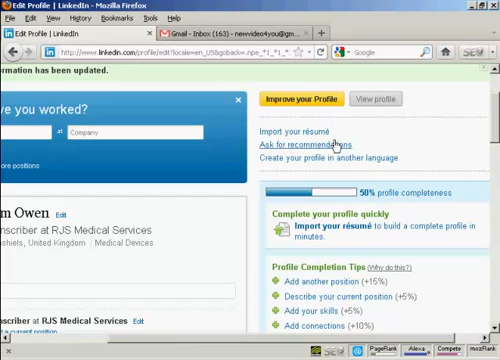 Edit Profile | LinkedIn - Mozilla Firefox
File Edit View History Bookmarks Tools Help
Edit Profile | LinkedIn
Gmail - Inbox (163) - newvideo4you@gm...
http://www.linkedin.com/profile/edit?locale=en_US&goback=.npe_*1_*1_*
Google
formation has been updated.
ve you worked?
at Company
ore positions
Improve your Profile
View profile
Import your résumé
Ask for recommendations
Create your profile in another language
50% profile completeness
Complete your profile quickly
Import your résumé to build a complete profile in
minutes.
m Owen Edit
nscriber at RJS Medical Services
shiels, United Kingdom | Medical Devices
Profile Completion Tips (Why do this?)
Add another position (+15%)
Describe your current position (+5%)
Add your skills (+5%)
Add connections (+10%)
scriber at RJS Medical Services Edit
a current position
PageRank
Alexa
Compete
mozRank